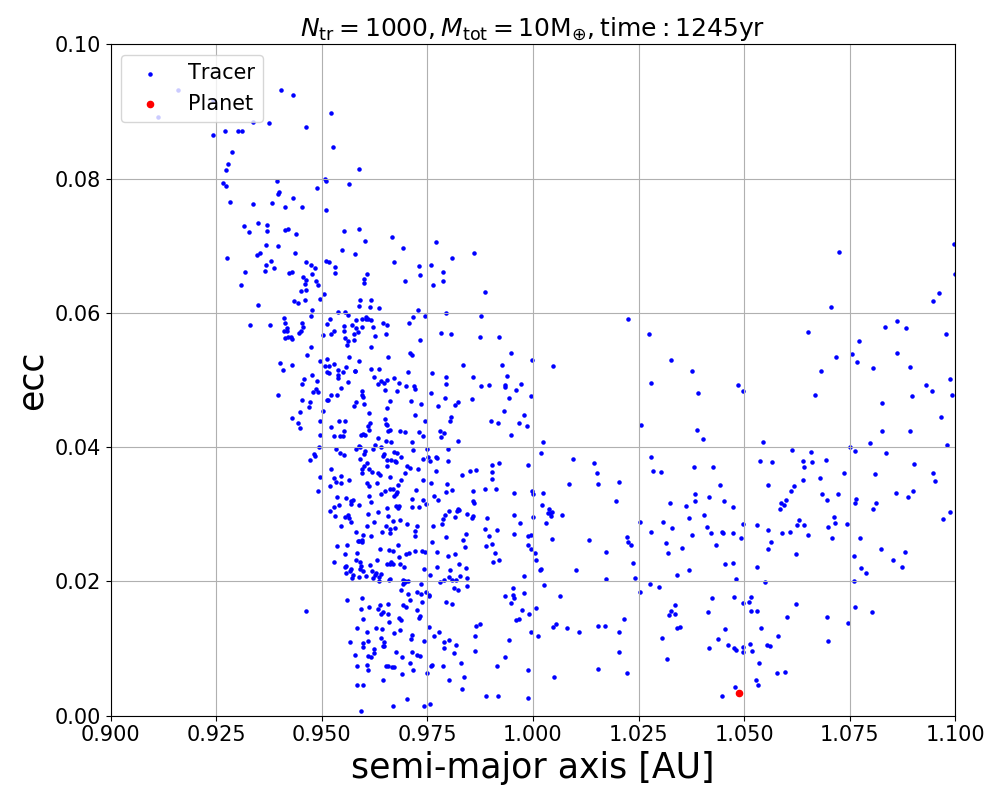 N_tr = 1000, M_tot = 10M_⊕, time : 1245yr
Tracer
Planet
ecc
0.10
0.08
0.06
0.04
0.02
0.00
0.900 0.925 0.950 0.975 1.000 1.025 1.050 1.075 1.100
semi-major axis [AU]